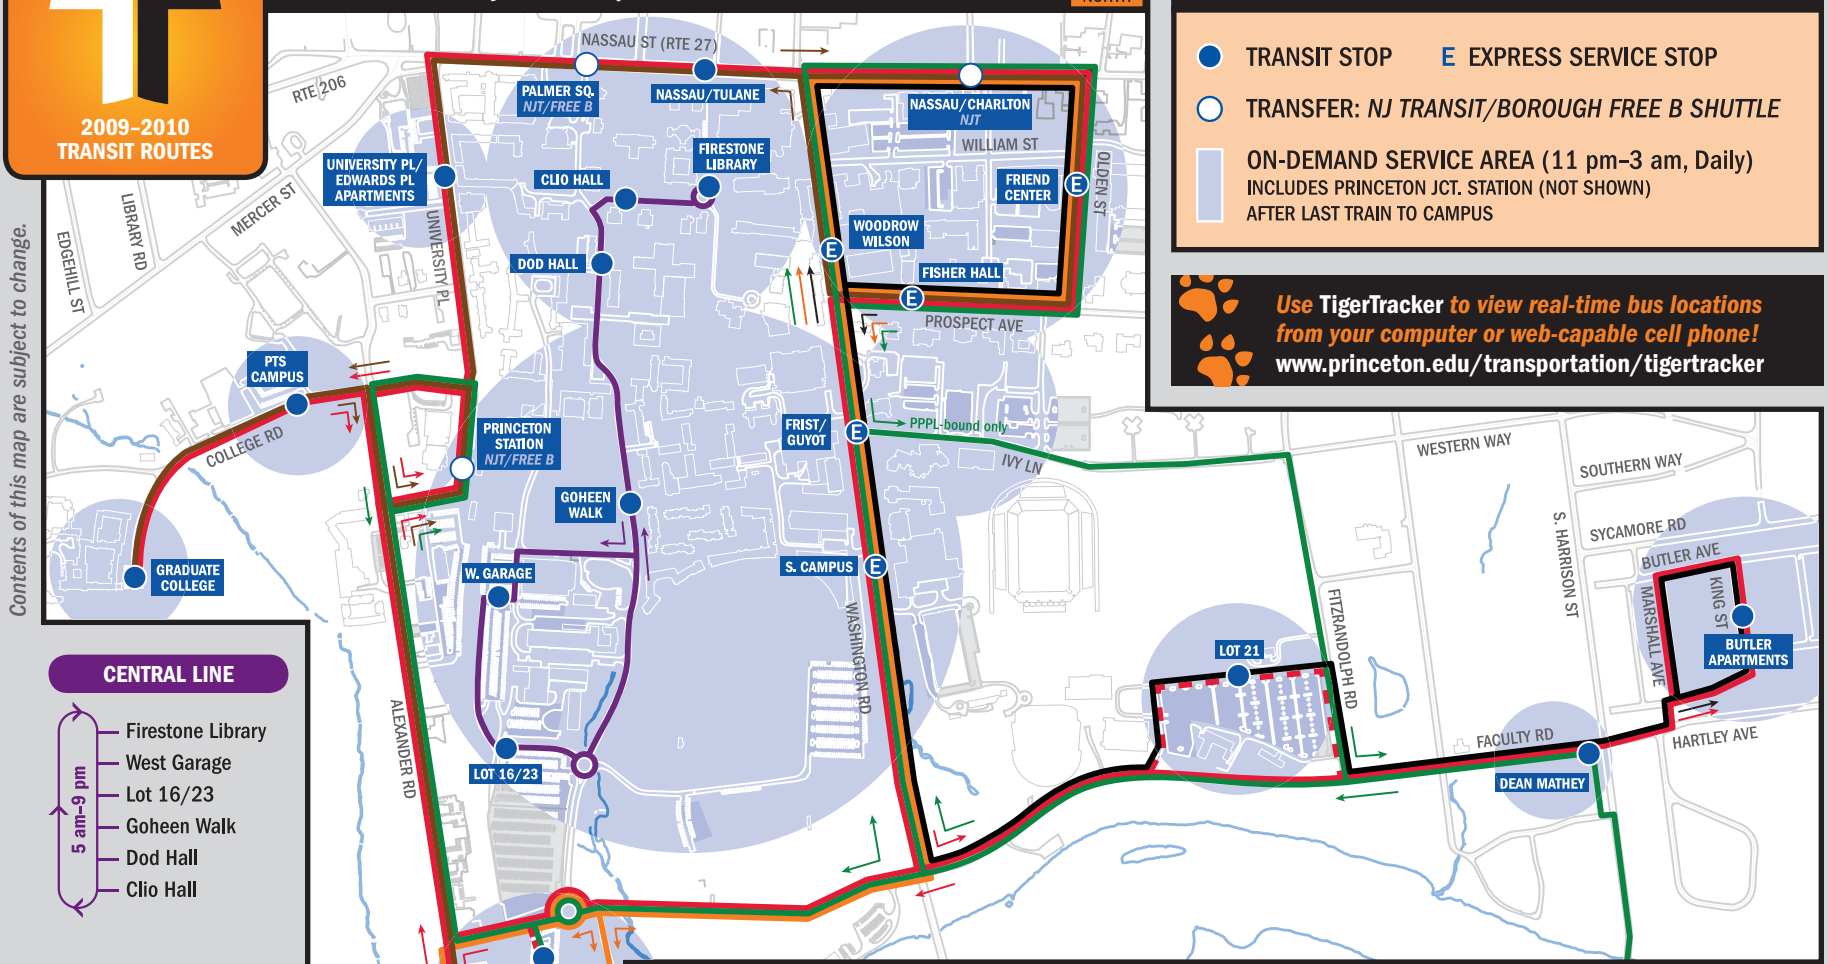 2009–2010
TRANSIT ROUTES
Contents of this map are subject to change.
NASSAU ST (RTE 27)
RTE 206
PALMER SQ.
NJT/FREE B
NASSAU/TULANE
NASSAU/CHARLTON
NJT
WILLIAM ST
FIRESTONE
LIBRARY
CLIO HALL
UNIVERSITY PL/
EDWARDS PL
APARTMENTS
FRIEND
CENTER
E
OLDEN ST
MERCER ST
LIBRARY RD
EDGEHILL ST
UNIVERSITY PL
WOODROW
WILSON
E
DOD HALL
FISHER HALL
E
PROSPECT AVE
PTS
CAMPUS
COLLEGE RD
PRINCETON
STATION
NJT/FREE B
FRIST/
GUYOT
E
PPPL-bound only
IVY LN
GOHEEN
WALK
S. CAMPUS
E
W. GARAGE
GRADUATE
COLLEGE
WASHINGTON RD
ALEXANDER RD
LOT 16/23
LOT 21
FITZRANDOLPH RD
WESTERN WAY
SOUTHERN WAY
SYCAMORE RD
S. HARRISON ST
BUTLER AVE
KING ST
MARSHALL AVE
BUTLER
APARTMENTS
HARTLEY AVE
FACULTY RD
DEAN MATHEY
TRANSIT STOP
E EXPRESS SERVICE STOP
TRANSFER: NJ TRANSIT/BOROUGH FREE B SHUTTLE
ON-DEMAND SERVICE AREA (11 pm–3 am, Daily)
INCLUDES PRINCETON JCT. STATION (NOT SHOWN)
AFTER LAST TRAIN TO CAMPUS
Use TigerTracker to view real-time bus locations
from your computer or web-capable cell phone!
www.princeton.edu/transportation/tigertracker
CENTRAL LINE
5 am–9 pm
Firestone Library
West Garage
Lot 16/23
Goheen Walk
Dod Hall
Clio Hall